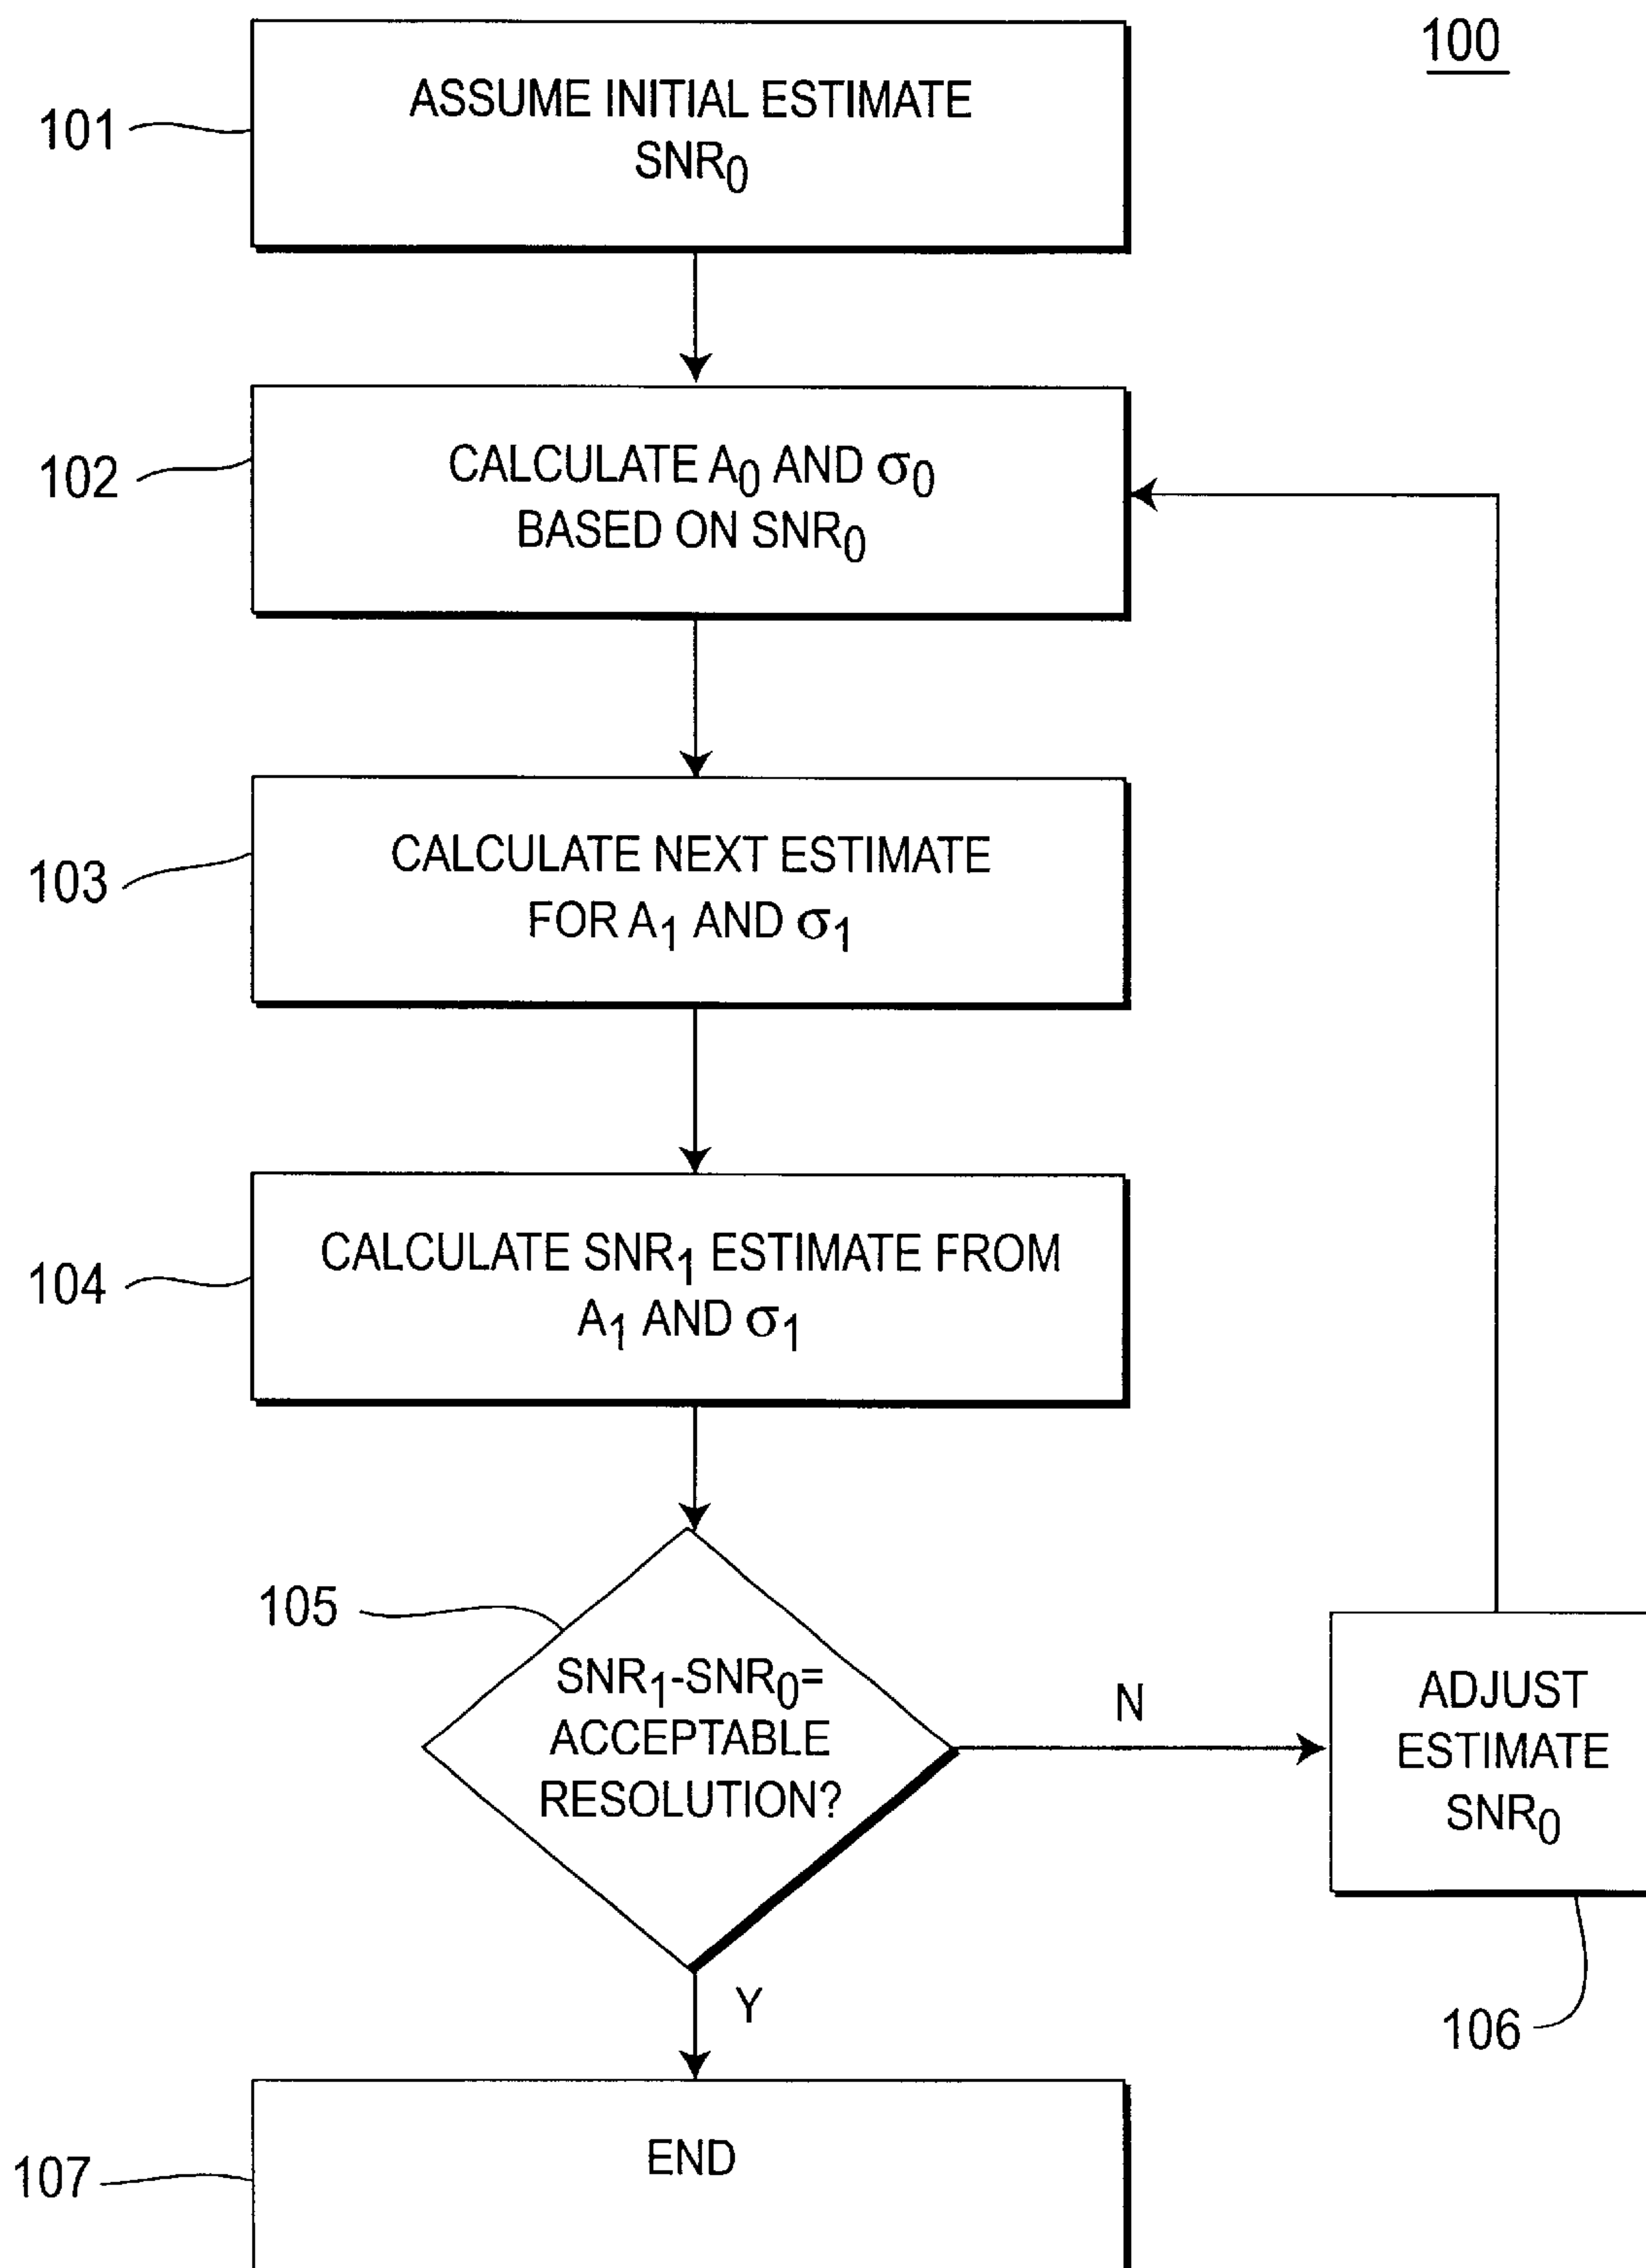 100
101
ASSUME INITIAL ESTIMATE
SNR₀
102
CALCULATE A₀ AND σ₀
BASED ON SNR₀
103
CALCULATE NEXT ESTIMATE
FOR A₁ AND σ₁
104
CALCULATE SNR₁ ESTIMATE FROM
A₁ AND σ₁
105
SNR₁-SNR₀=
ACCEPTABLE
RESOLUTION?
N
ADJUST
ESTIMATE
SNR₀
106
Y
107
END